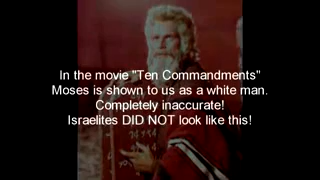 In the movie "Ten Commandments"
Moses is shown to us as a white man.
Completely inaccurate!
Israelites DID NOT look like this!